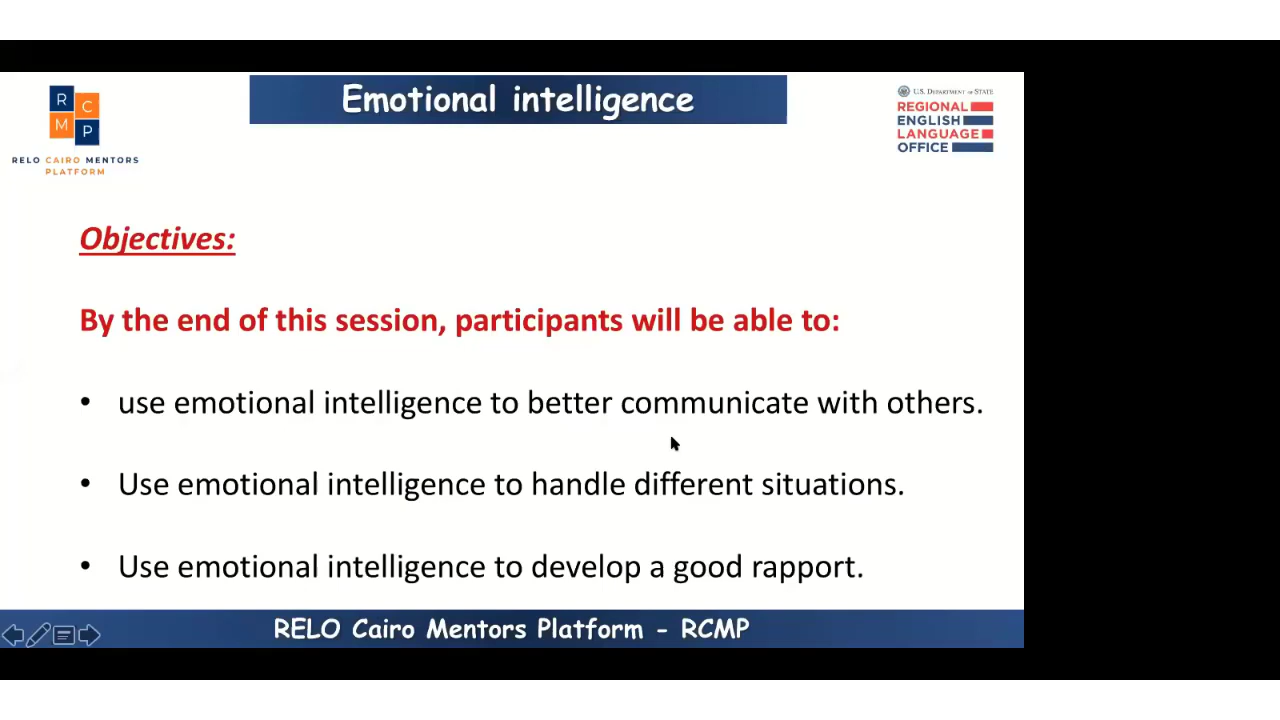 Emotional intelligence
R C
M P
RELO CAIRO MENTORS
PLATFORM
U.S. DEPARTMENT OF STATE
REGIONAL
ENGLISH
LANGUAGE
OFFICE
Objectives:
By the end of this session, participants will be able to:
• use emotional intelligence to better communicate with others.
• Use emotional intelligence to handle different situations.
• Use emotional intelligence to develop a good rapport.
RELO Cairo Mentors Platform - RCMP